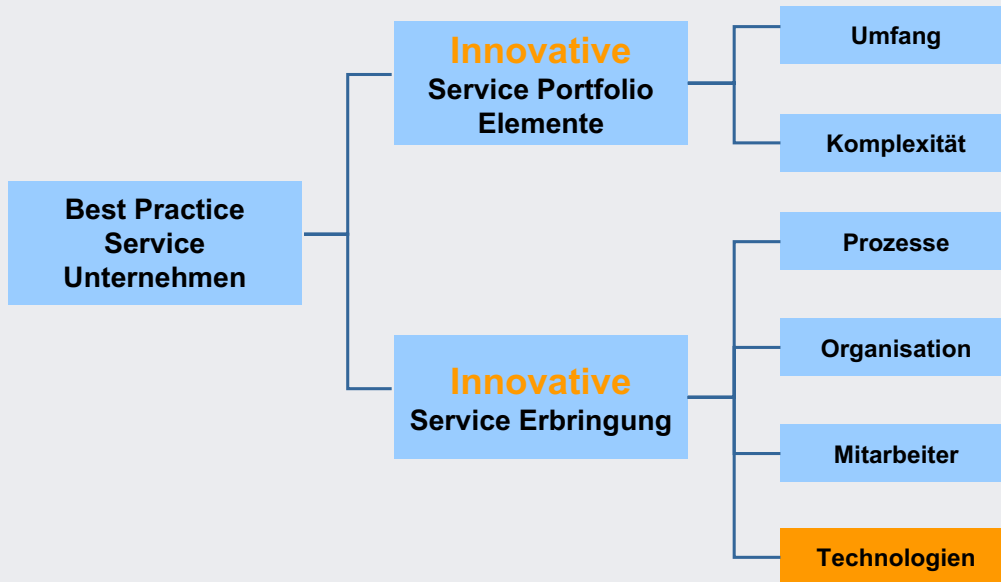 Best Practice
Service
Unternehmen
Innovative
Service Portfolio
Elemente
Umfang
Komplexität
Innovative
Service Erbringung
Prozesse
Organisation
Mitarbeiter
Technologien